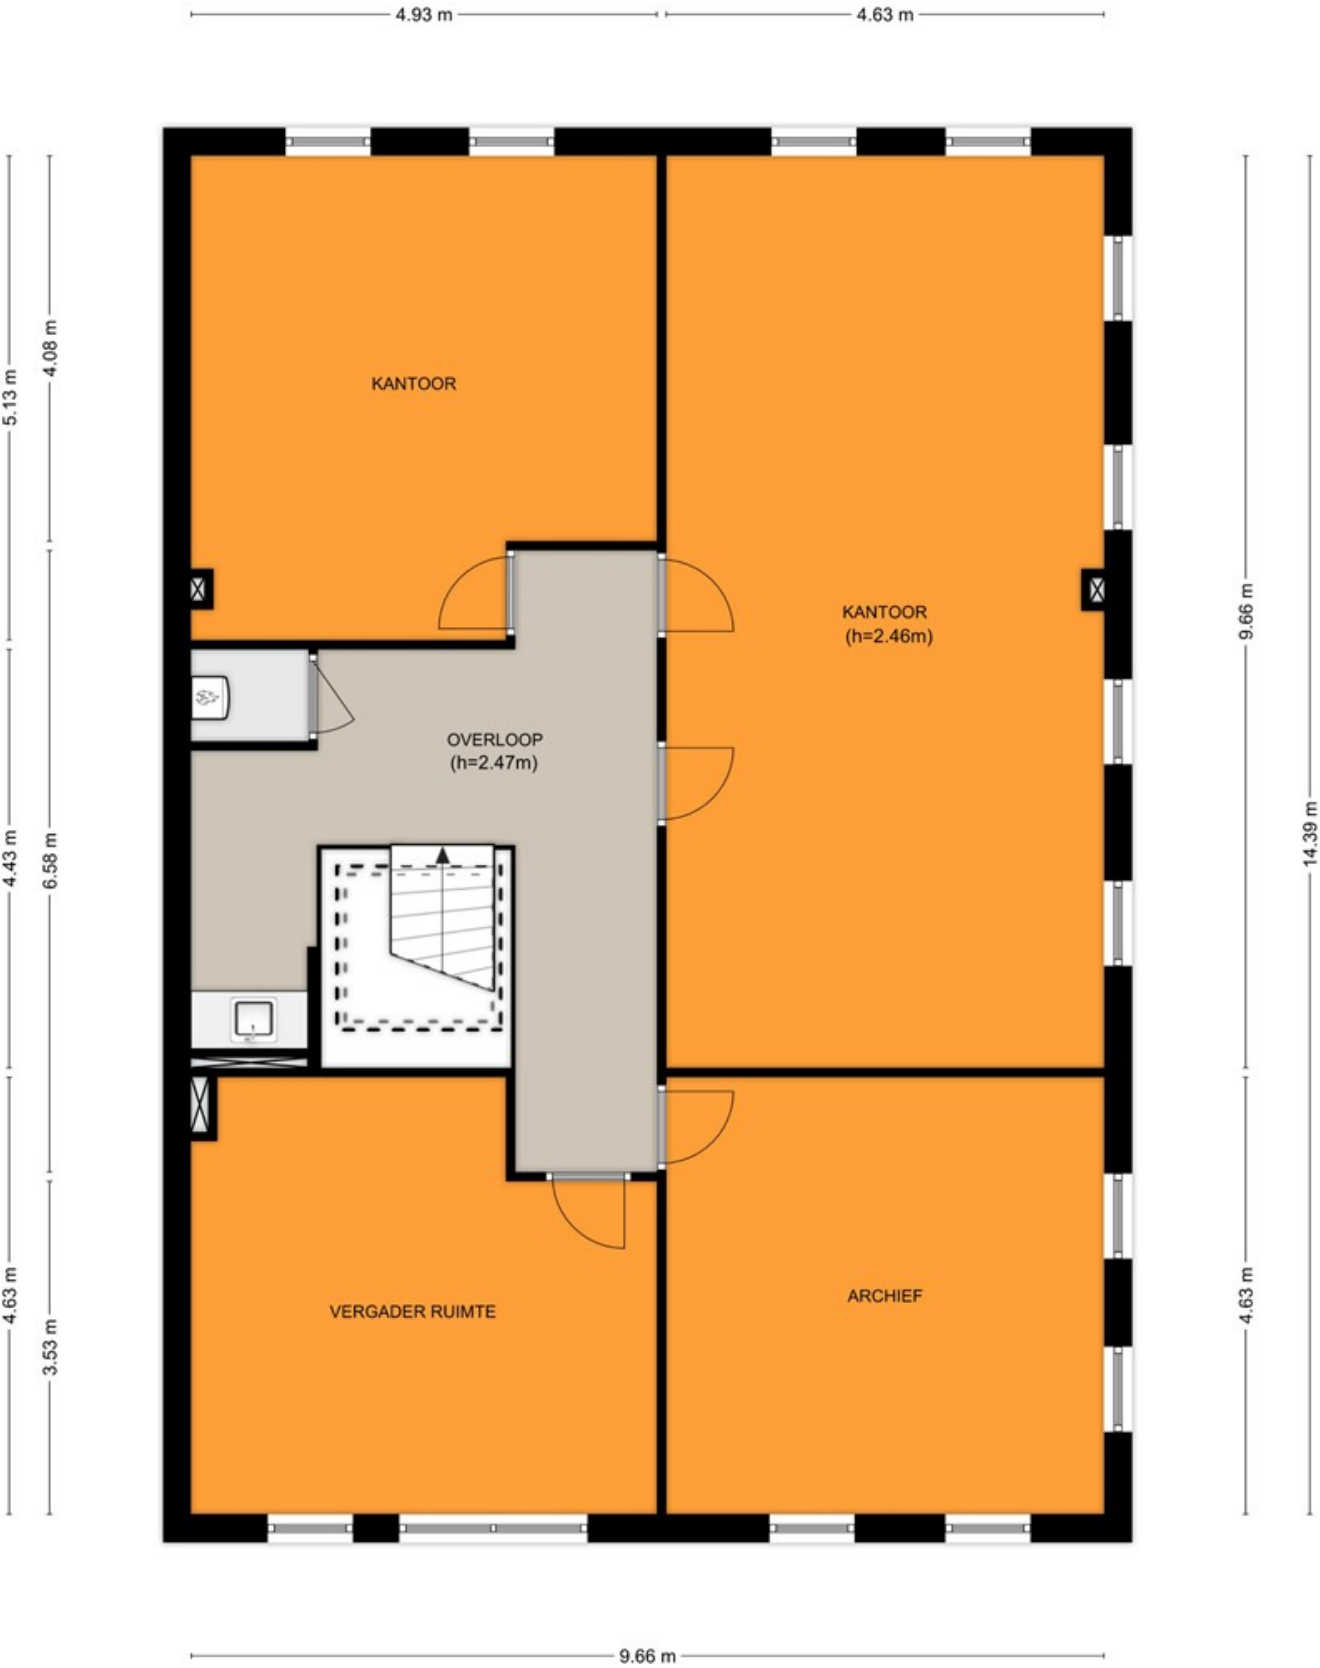 4.93 m
4.63 m
5.13 m
4.08 m
KANTOOR
KANTOOR
(h=2.46m)
9.66 m
OVERLOOP
(h=2.47m)
4.43 m
6.58 m
14.39 m
4.63 m
3.53 m
VERGADER RUIMTE
ARCHIEF
4.63 m
9.66 m